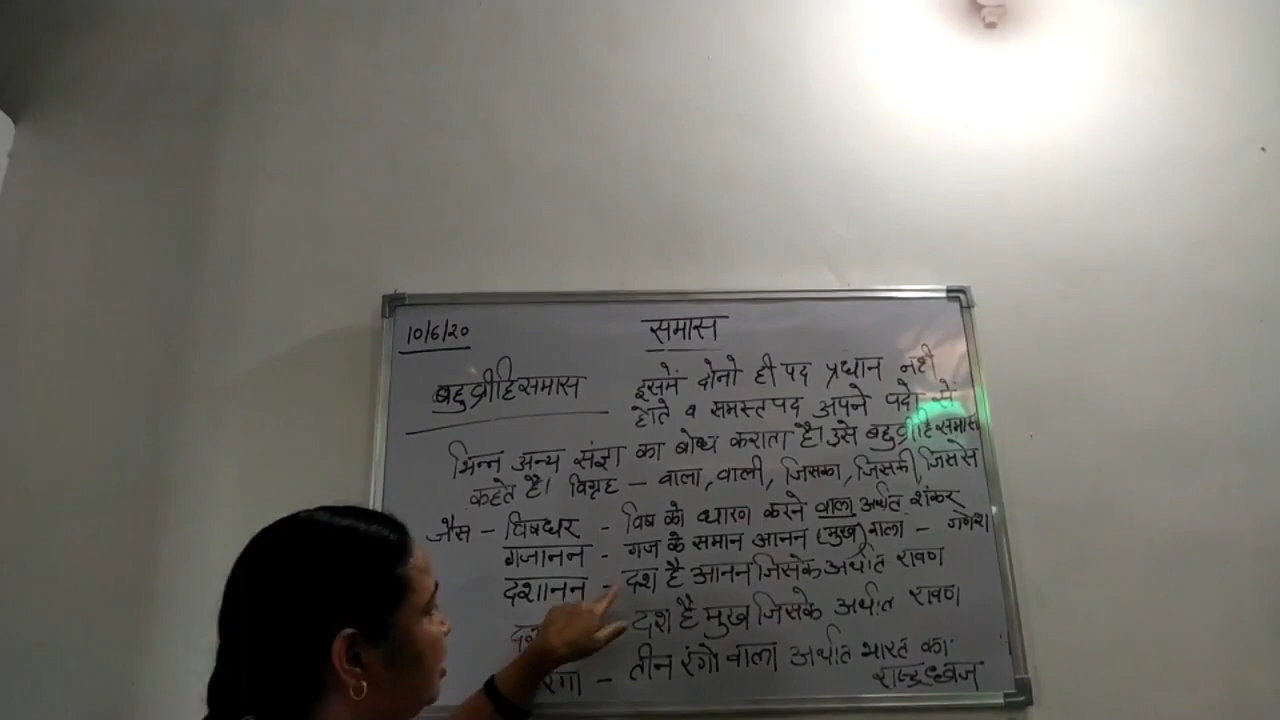 10/6/20
समास
बहुव्रीहि समास इसमें दोनो ही पद प्रधान नही
होते व समस्तपद अपने पदो सें
भिन्न अन्य संज्ञा का बोध कराता है। उसे बहुव्रीहि समास
कहते है। विग्रह - वाला, वाली, जिसका, जिसकी, जिससे
जैस - विषधर - विष को धारण करने वाला अर्थात शंकर
गजानन - गज के समान आनन (मुख) वाला - गणेश
दशानन - दश है आनन जिसके अर्थात रावण
दश है मुख जिसके अर्थात रावण
रंगा - तीन रंगो वाला अर्थात भारत का
राष्ट्रध्वज